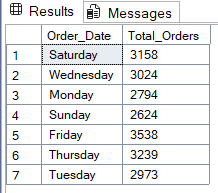 Results Messages
Order_Date Total_Orders
1 Saturday 3158
2 Wednesday 3024
3 Monday 2794
4 Sunday 2624
5 Friday 3538
6 Thursday 3239
7 Tuesday 2973